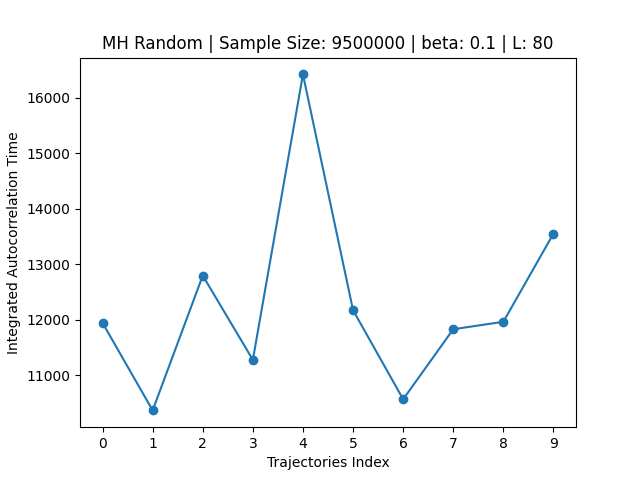 MH Random | Sample Size: 9500000 | beta: 0.1 | L: 80
Integrated Autocorrelation Time
16000
15000
14000
13000
12000
11000
0 1 2 3 4 5 6 7 8 9
Trajectories Index